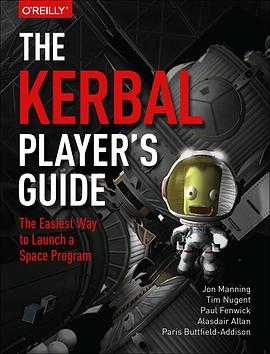 O'REILLY®
THE
KERBAL
PLAYER'S
GUIDE
The Easiest Way
to Launch a
Space Program
Jon Manning
Tim Nugent
Paul Fenwick
Alasdair Allan
Paris Buttfield-Addison